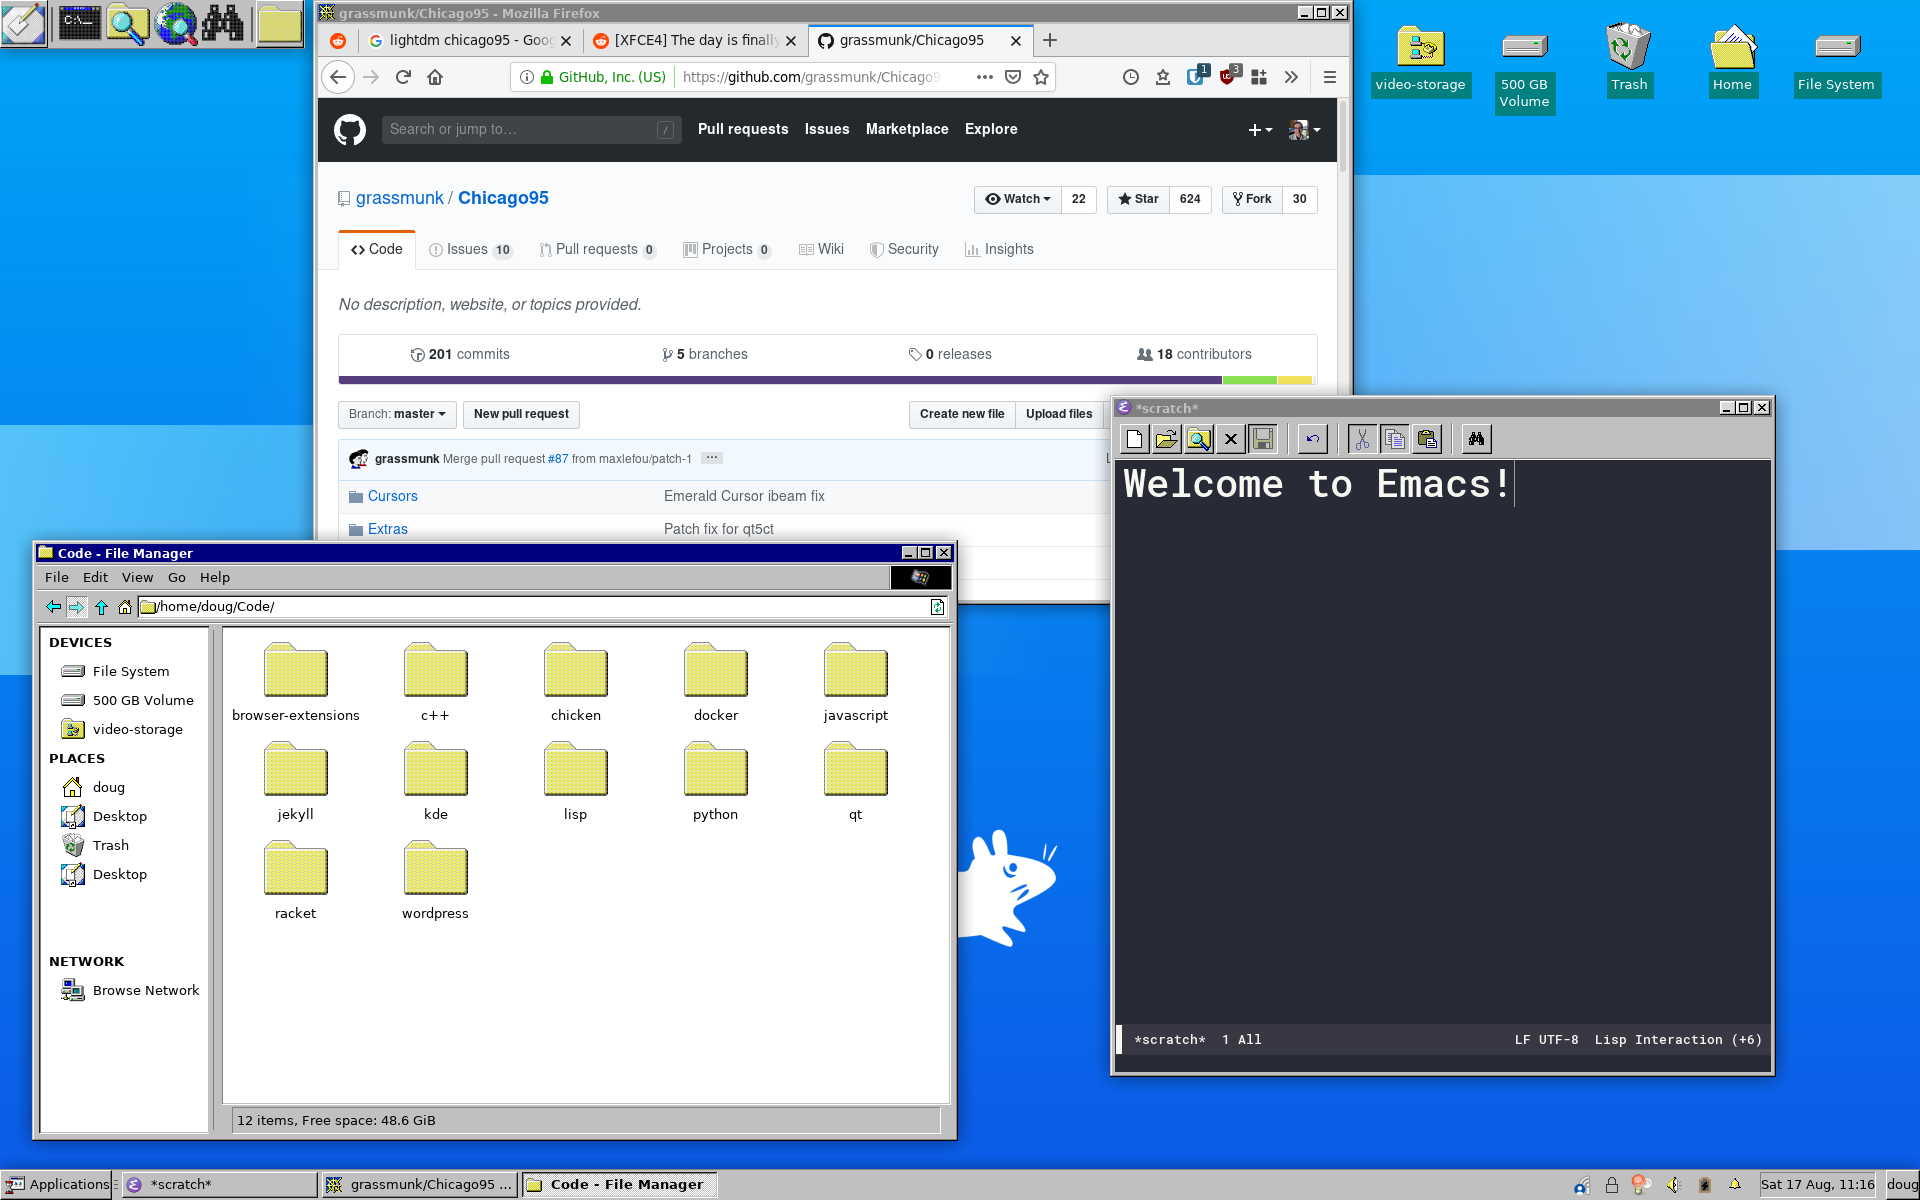 C:\_
grassmunk/Chicago95 - Mozilla Firefox
lightdm chicago95 - Goo
[XFCE4] The day is finally
grassmunk/Chicago95
GitHub, Inc. (US)
https://github.com/grassmunk/Chicago9
1
3
Search or jump to...
/
Pull requests
Issues
Marketplace
Explore
grassmunk / Chicago95
Watch 22
Star 624
Fork 30
Code
Issues 10
Pull requests 0
Projects 0
Wiki
Security
Insights
No description, website, or topics provided.
201 commits
5 branches
0 releases
18 contributors
Branch: master
New pull request
Create new file
Upload files
grassmunk Merge pull request #87 from maxlefou/patch-1 ...
Cursors
Emerald Cursor ibeam fix
Extras
Patch fix for qt5ct
video-storage
500 GB
Volume
Trash
Home
File System
*scratch*
Welcome to Emacs!
*scratch* 1 All
LF UTF-8 Lisp Interaction (+6)
Code - File Manager
File
Edit
View
Go
Help
/home/doug/Code/
DEVICES
File System
500 GB Volume
video-storage
PLACES
doug
Desktop
Trash
Desktop
NETWORK
Browse Network
browser-extensions
c++
chicken
docker
javascript
jekyll
kde
lisp
python
qt
racket
wordpress
12 items, Free space: 48.6 GiB
Applications
*scratch*
grassmunk/Chicago95 ...
Code - File Manager
Sat 17 Aug, 11:16
doug